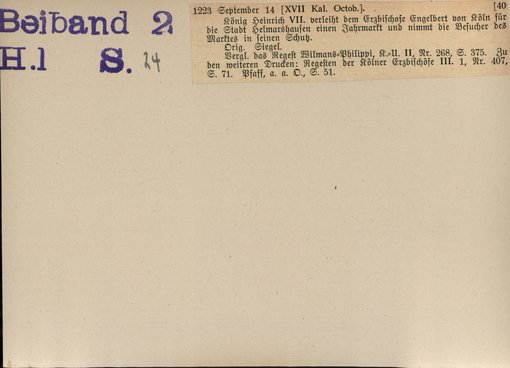 Beiband 2
H.1 S. 24
1223 September 14 [XVII Kal. Octob.]. [40
König Heinrich VII. verleiht dem Erzbischofe Engelbert von Köln für
die Stadt Helmarshausen einen Jahrmarkt und nimmt die Besucher des
Marktes in seinen Schutz.
Orig. Siegel.
Vergl. das Regest Wilmans-Philippi, K.-U. II, Nr. 268, S. 375. Zu
den weiteren Drucken: Regesten der Kölner Erzbischöfe III. 1, Nr. 407,
S. 71. Pfaff, a. a. O., S. 51.